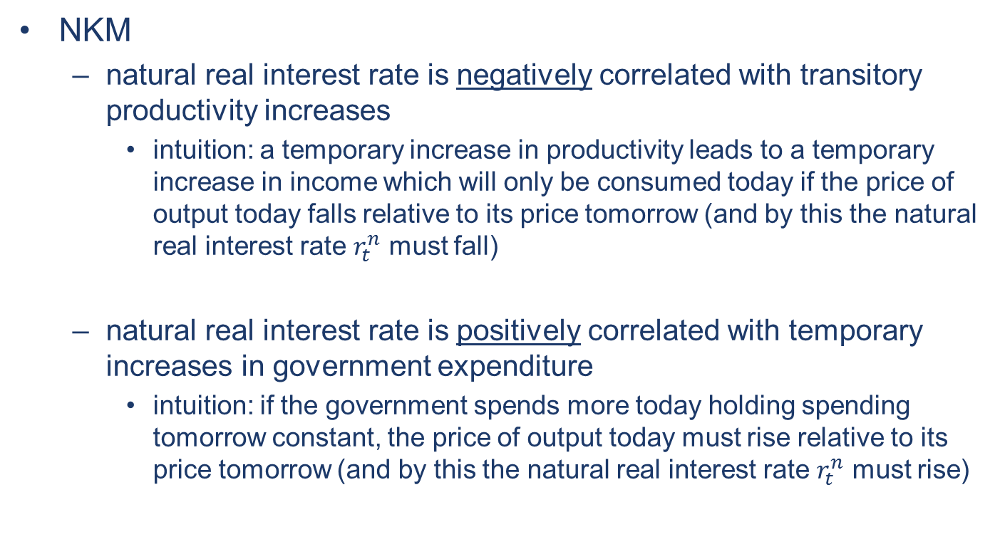 • NKM
– natural real interest rate is negatively correlated with transitory
productivity increases
• intuition: a temporary increase in productivity leads to a temporary
increase in income which will only be consumed today if the price of
output today falls relative to its price tomorrow (and by this the natural
real interest rate $r_t^n$ must fall)
– natural real interest rate is positively correlated with temporary
increases in government expenditure
• intuition: if the government spends more today holding spending
tomorrow constant, the price of output today must rise relative to its
price tomorrow (and by this the natural real interest rate $r_t^n$ must rise)